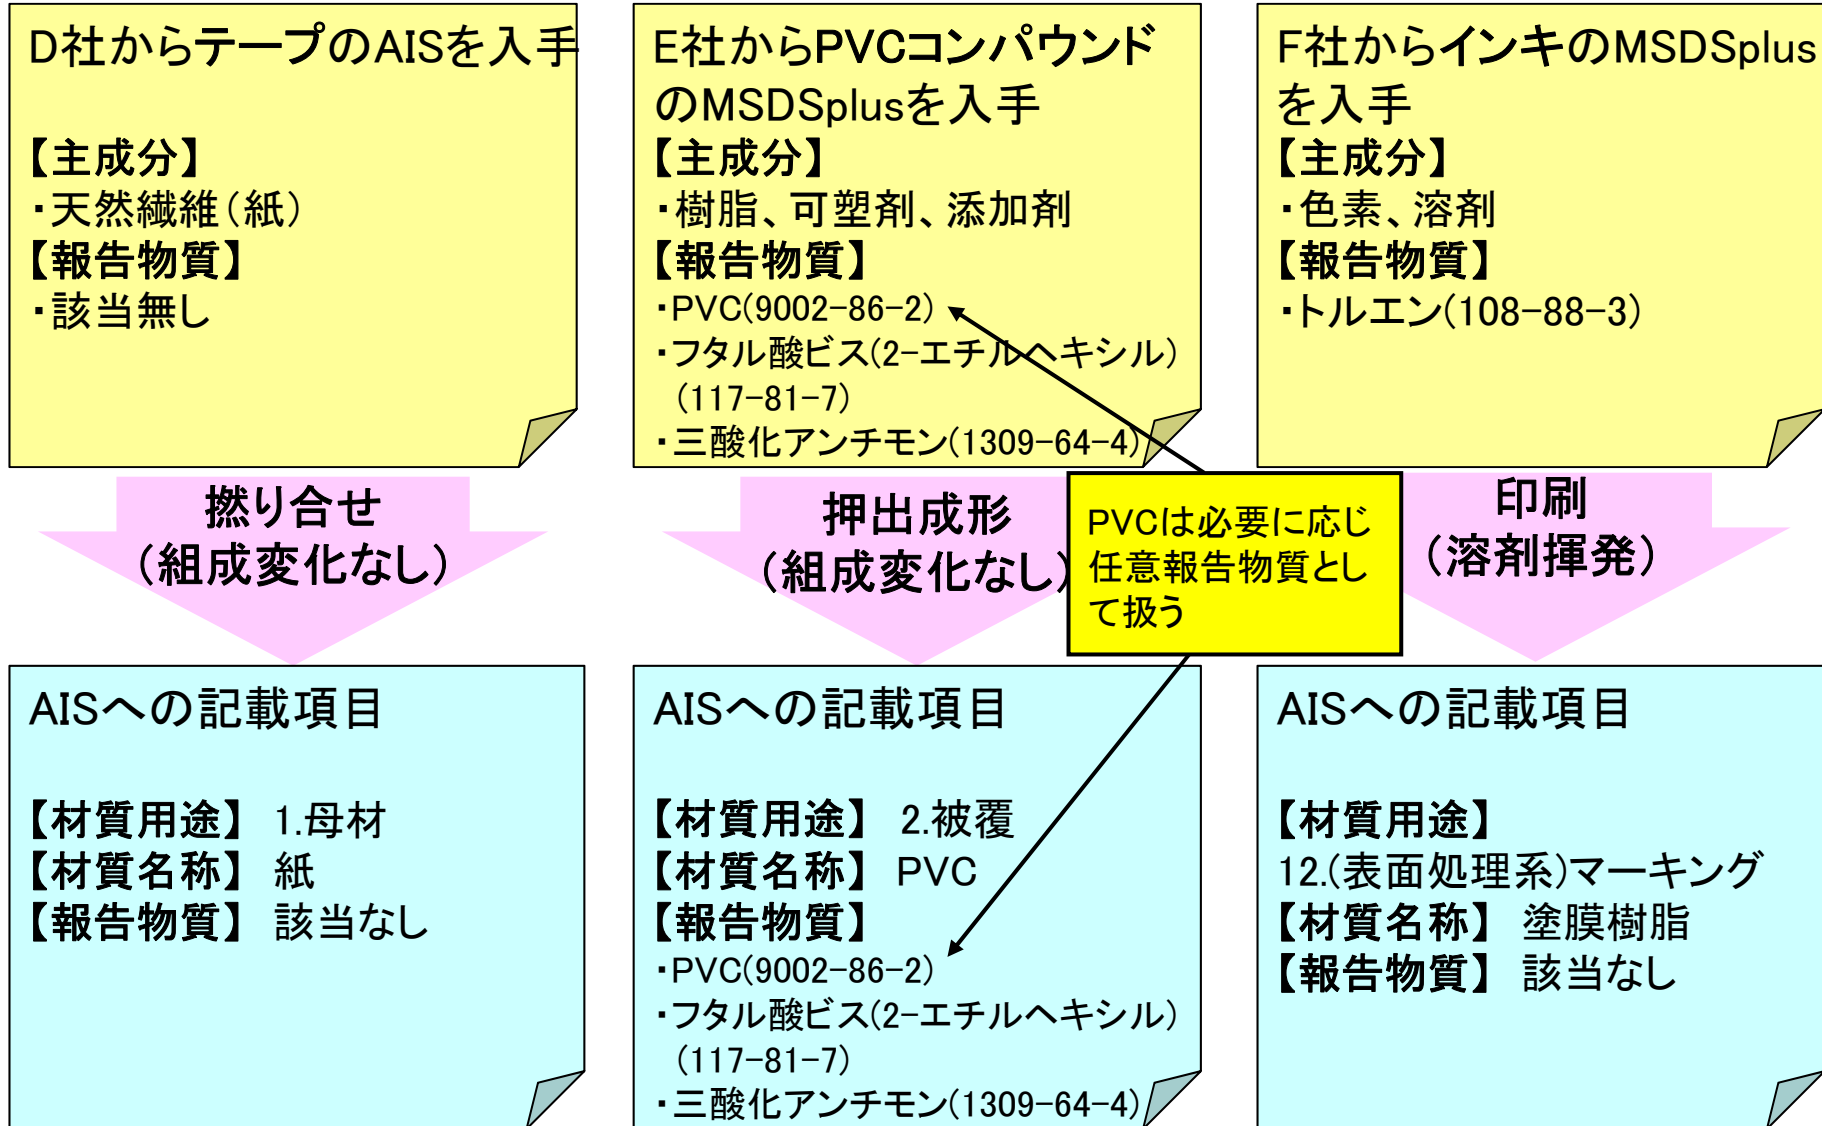 D社からテープのAISを入手
【主成分】
・天然繊維（紙）
【報告物質】
・該当無し
E社からPVCコンパウンド
のMSDSplusを入手
【主成分】
・樹脂、可塑剤、添加剤
【報告物質】
・PVC(9002-86-2)
・フタル酸ビス(2-エチルヘキシル)
(117-81-7)
・三酸化アンチモン(1309-64-4)
F社からインキのMSDSplus
を入手
【主成分】
・色素、溶剤
【報告物質】
・トルエン(108-88-3)
撚り合せ
（組成変化なし）
押出成形
（組成変化なし）
PVCは必要に応じ
任意報告物質とし
て扱う
印刷
（溶剤揮発）
AISへの記載項目
【材質用途】 1.母材
【材質名称】 紙
【報告物質】 該当なし
AISへの記載項目
【材質用途】 2.被覆
【材質名称】 PVC
【報告物質】
・PVC(9002-86-2)
・フタル酸ビス(2-エチルヘキシル)
(117-81-7)
・三酸化アンチモン(1309-64-4)
AISへの記載項目
【材質用途】
12.(表面処理系)マーキング
【材質名称】 塗膜樹脂
【報告物質】 該当なし